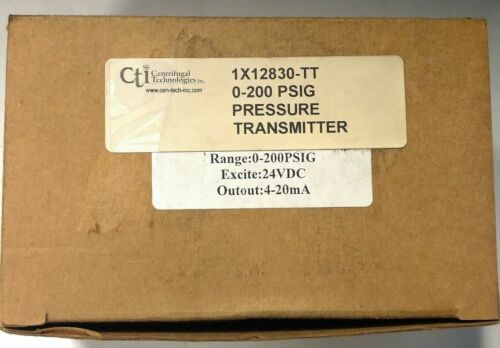 cti Centrifugal
Technologies Inc.
www.cen-tech-inc.com
1X12830-TT
0-200 PSIG
PRESSURE
TRANSMITTER
Range:0-200PSIG
Excite:24VDC
Outout:4-20mA